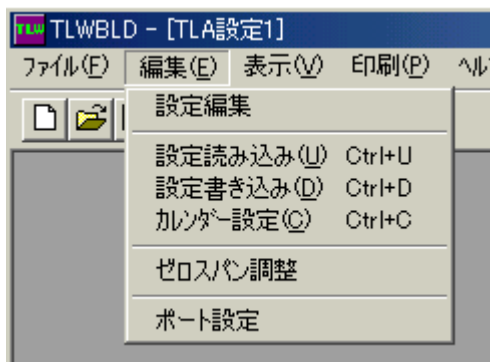 TLW TLWBLD - [TLA設定1]
ファイル(F) 編集(E) 表示(V) 印刷(P)
設定編集
設定読み込み(U) Ctrl+U
設定書き込み(D) Ctrl+D
カレンダー設定(C) Ctrl+C
ゼロスパン調整
ポート設定